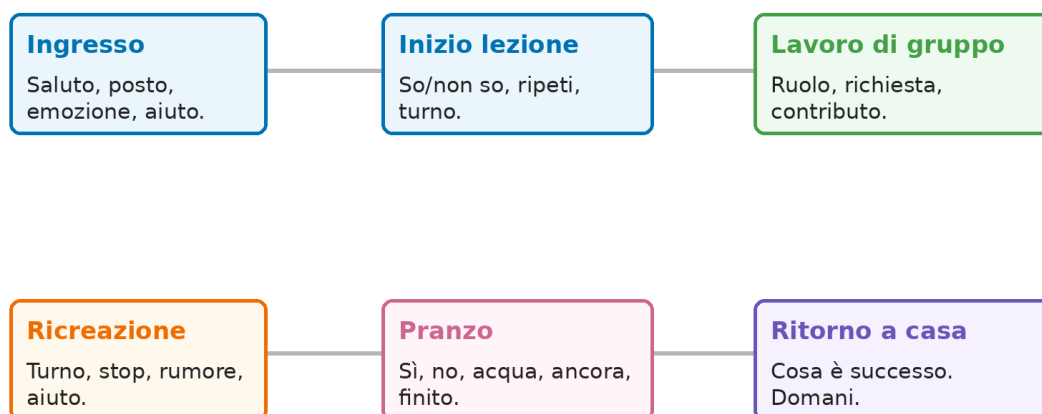 Ingresso
Saluto, posto,
emozione, aiuto.
Inizio lezione
So/non so, ripeti,
turno.
Lavoro di gruppo
Ruolo, richiesta,
contributo.
Ricreazione
Turno, stop, rumore,
aiuto.
Pranzo
Sì, no, acqua, ancora,
finito.
Ritorno a casa
Cosa è successo.
Domani.